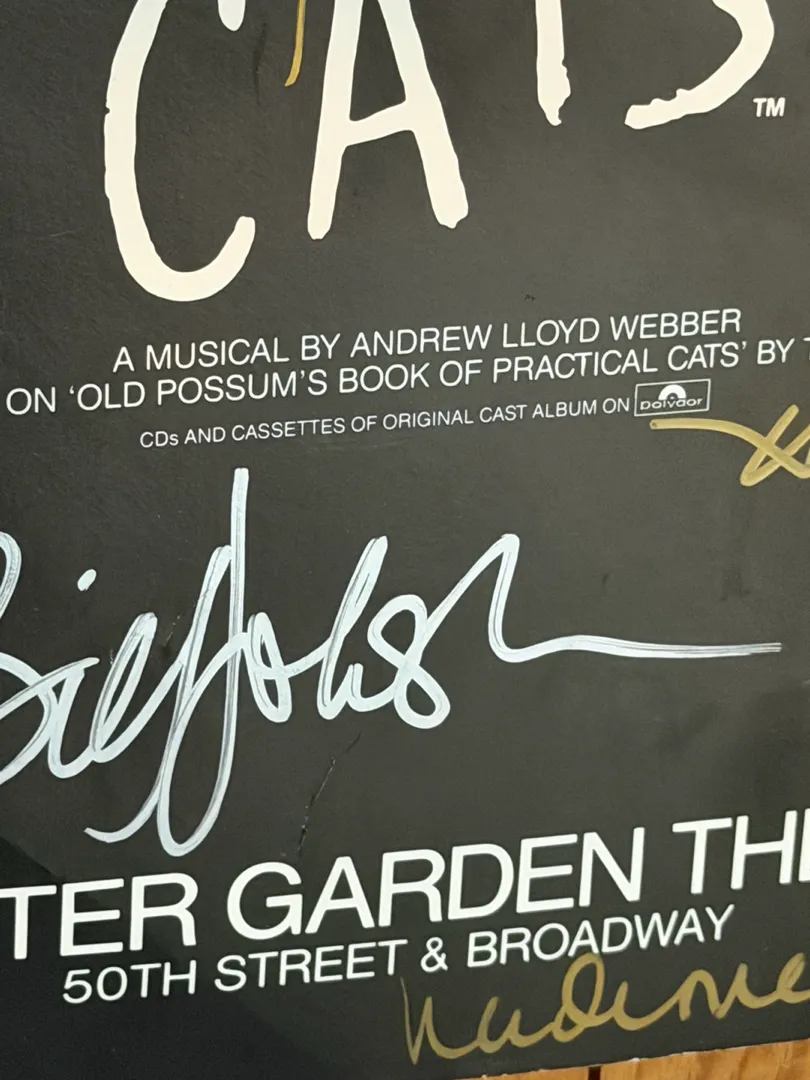 CATS
TM
A MUSICAL BY ANDREW LLOYD WEBBER
ON ‘OLD POSSUM’S BOOK OF PRACTICAL CATS’ BY
CDs AND CASSETTES OF ORIGINAL CAST ALBUM ON polydor
TER GARDEN THE
50TH STREET & BROADWAY